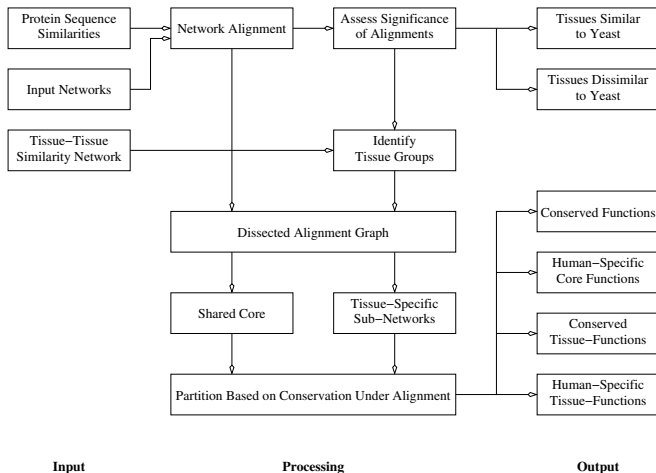 Protein Sequence
Similarities
Network Alignment
Assess Significance
of Alignments
Tissues Similar
to Yeast
Input Networks
Tissues Dissimilar
to Yeast
Tissue−Tissue
Similarity Network
Identify
Tissue Groups
Dissected Alignment Graph
Conserved Functions
Human−Specific
Core Functions
Shared Core
Tissue−Specific
Sub−Networks
Conserved
Tissue−Functions
Partition Based on Conservation Under Alignment
Human−Specific
Tissue−Functions
Input
Processing
Output